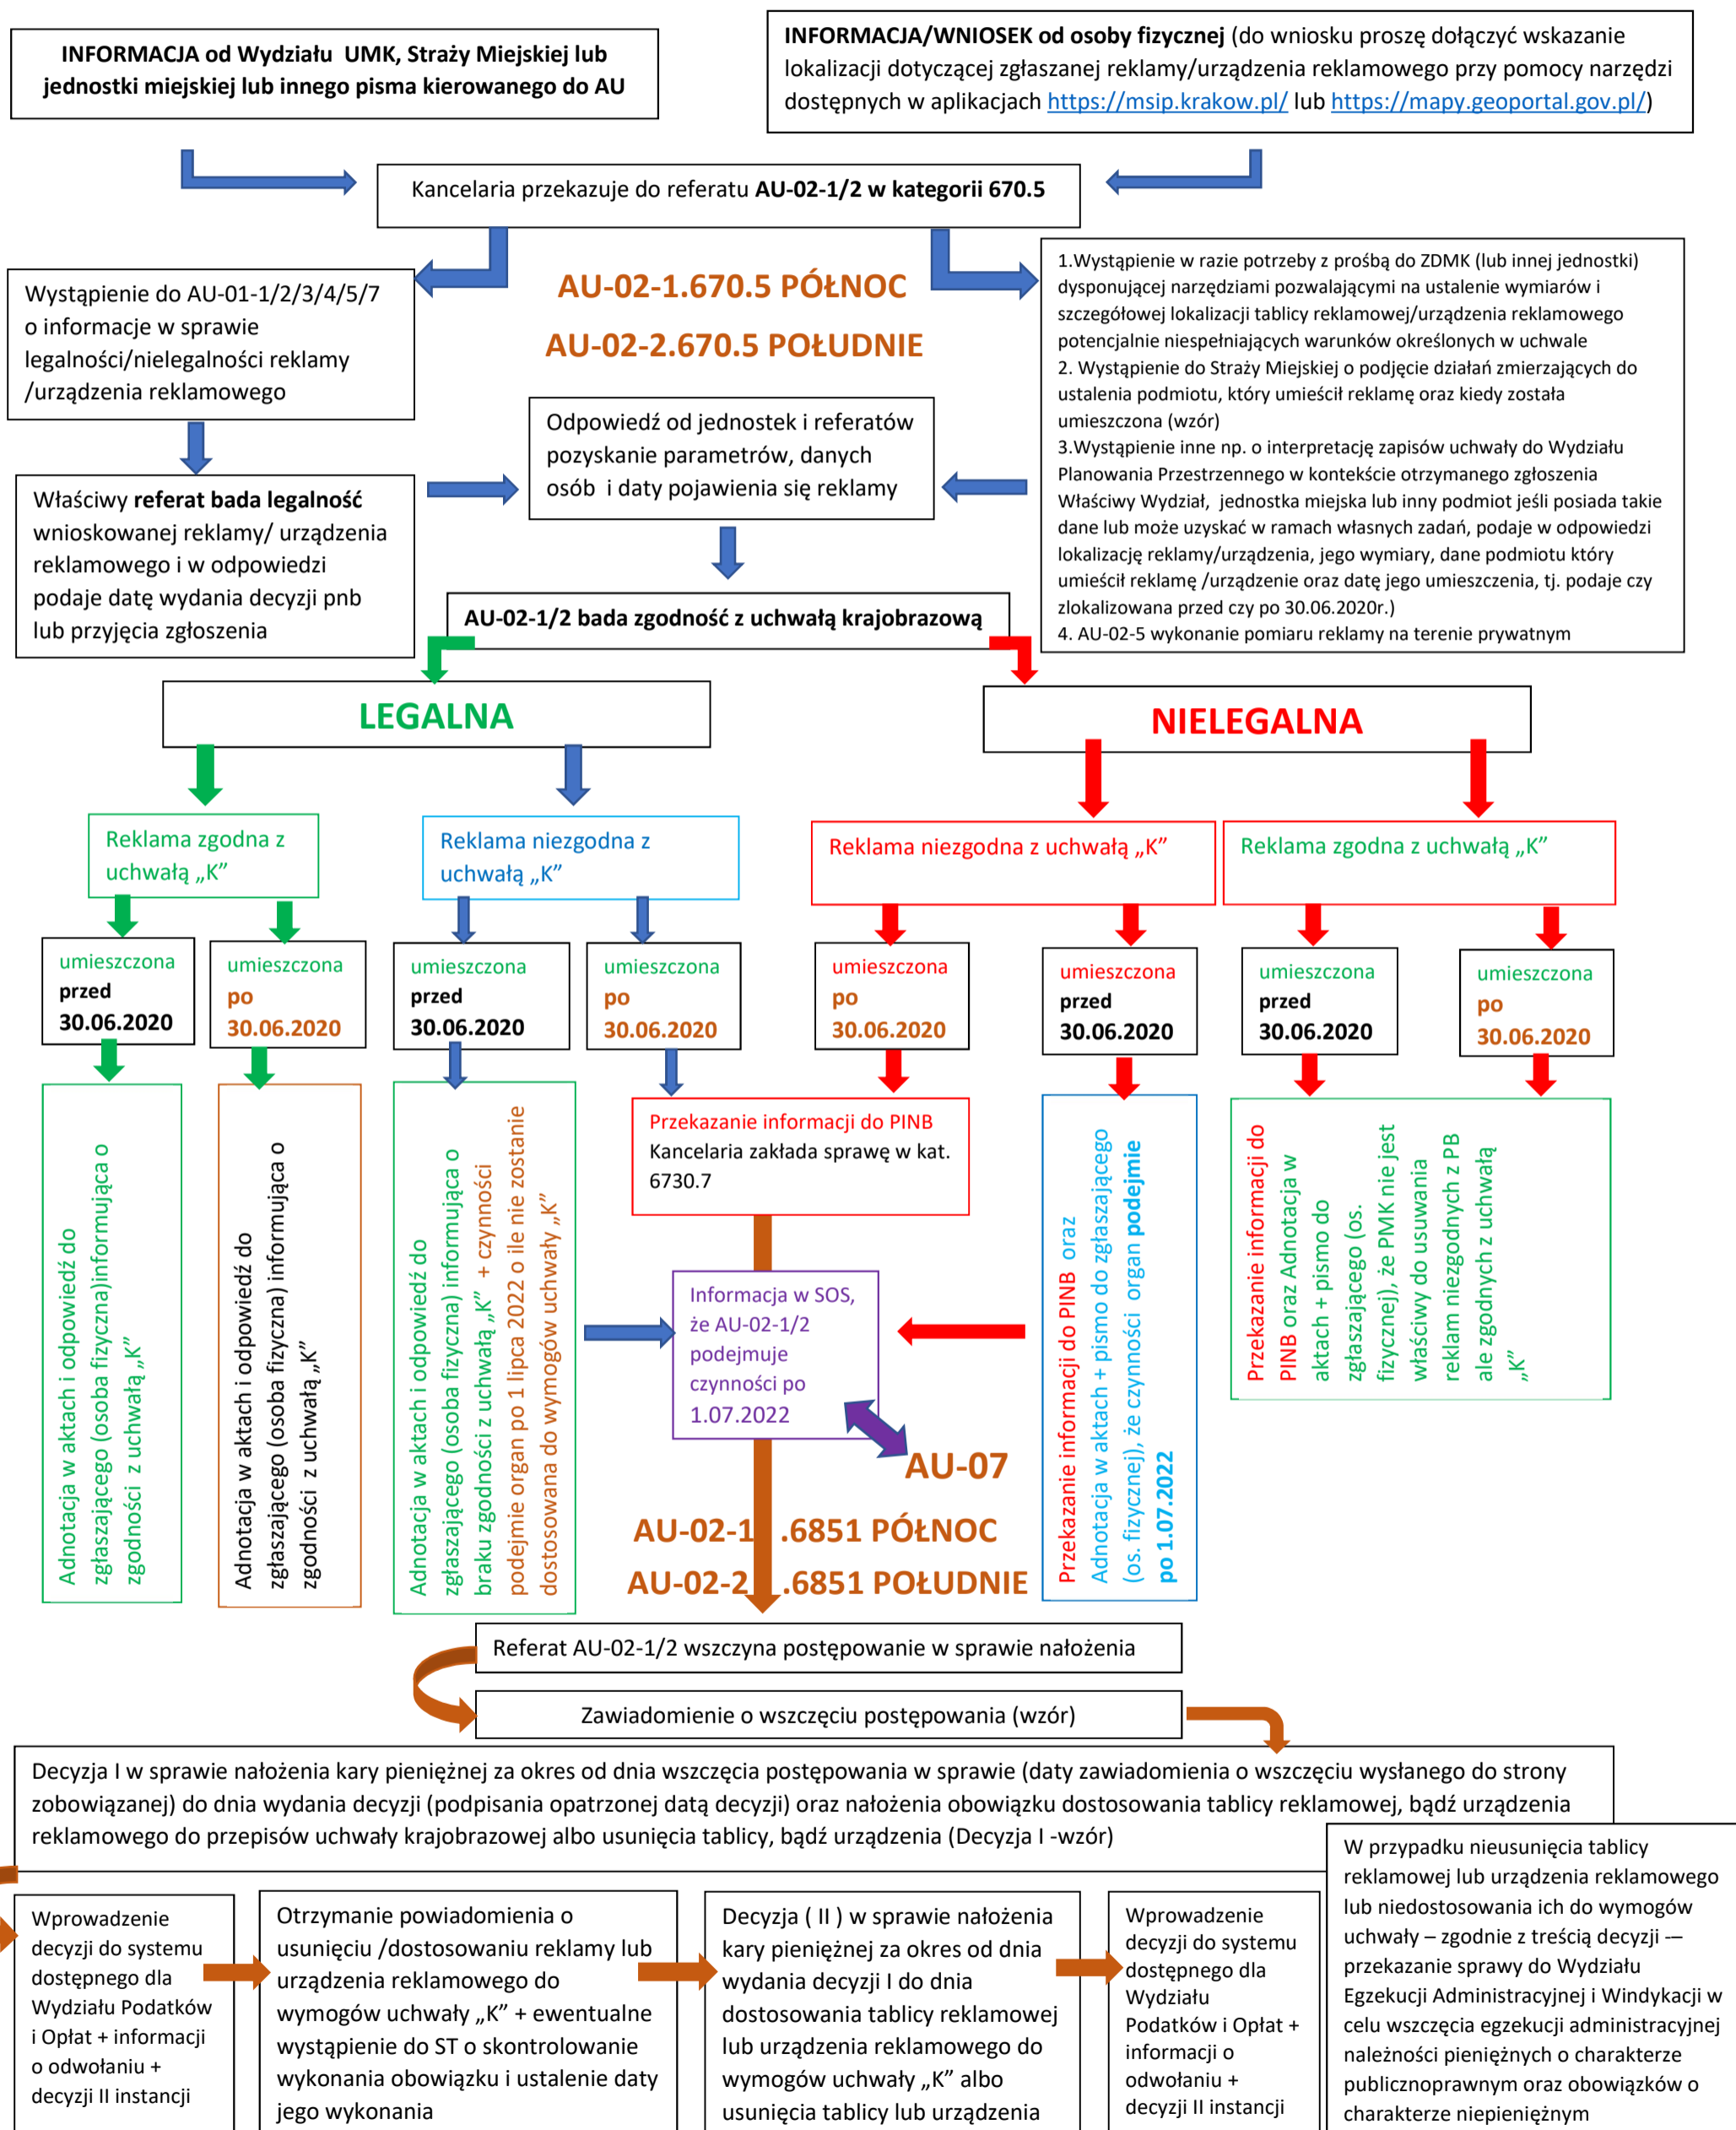 INFORMACJA od Wydziału UMK, Straży Miejskiej lub
jednostki miejskiej lub innego pisma kierowanego do AU
INFORMACJA/WNIOSEK od osoby fizycznej (do wniosku proszę dołączyć wskazanie
lokalizacji dotyczącej zgłaszanej reklamy/urządzenia reklamowego przy pomocy narzędzi
dostępnych w aplikacjach https://msip.krakow.pl/ lub https://mapy.geoportal.gov.pl/)
Kancelaria przekazuje do referatu AU-02-1/2 w kategorii 670.5
Wystąpienie do AU-01-1/2/3/4/5/7
o informacje w sprawie
legalności/nielegalności reklamy
/urządzenia reklamowego
AU-02-1.670.5 PÓŁNOC
AU-02-2.670.5 POŁUDNIE
1.Wystąpienie w razie potrzeby z prośbą do ZDMK (lub innej jednostki)
dysponującej narzędziami pozwalającymi na ustalenie wymiarów i
szczegółowej lokalizacji tablicy reklamowej/urządzenia reklamowego
potencjalnie niespełniających warunków określonych w uchwale
2. Wystąpienie do Straży Miejskiej o podjęcie działań zmierzających do
ustalenia podmiotu, który umieścił reklamę oraz kiedy została
umieszczona (wzór)
3.Wystąpienie inne np. o interpretację zapisów uchwały do Wydziału
Planowania Przestrzennego w kontekście otrzymanego zgłoszenia
Właściwy Wydział, jednostka miejska lub inny podmiot jeśli posiada takie
dane lub może uzyskać w ramach własnych zadań, podaje w odpowiedzi
lokalizację reklamy/urządzenia, jego wymiary, dane podmiotu który
umieścił reklamę /urządzenie oraz datę jego umieszczenia, tj. podaje czy
zlokalizowana przed czy po 30.06.2020r.)
4. AU-02-5 wykonanie pomiaru reklamy na terenie prywatnym
Odpowiedź od jednostek i referatów
pozyskanie parametrów, danych
osób i daty pojawienia się reklamy
Właściwy referat bada legalność
wnioskowanej reklamy/ urządzenia
reklamowego i w odpowiedzi
podaje datę wydania decyzji pnb
lub przyjęcia zgłoszenia
AU-02-1/2 bada zgodność z uchwałą krajobrazową
LEGALNA
NIELEGALNA
Reklama zgodna z
uchwałą „K”
Reklama niezgodna z
uchwałą „K”
Reklama niezgodna z uchwałą „K”
Reklama zgodna z uchwałą „K”
umieszczona
przed
30.06.2020
umieszczona
po
30.06.2020
umieszczona
przed
30.06.2020
umieszczona
po
30.06.2020
umieszczona
po
30.06.2020
umieszczona
przed
30.06.2020
umieszczona
przed
30.06.2020
umieszczona
po
30.06.2020
Adnotacja w aktach i odpowiedź do
zgłaszającego (osoba fizyczna)informująca o
zgodności z uchwałą „K”
Adnotacja w aktach i odpowiedź do
zgłaszającego (osoba fizyczna) informująca o
zgodności z uchwałą „K”
Adnotacja w aktach i odpowiedź do
zgłaszającego (osoba fizyczna) informująca o
braku zgodności z uchwałą „K” + czynności
podejmie organ po 1 lipca 2022 o ile nie zostanie
dostosowana do wymogów uchwały „K”
Przekazanie informacji do PINB
Kancelaria zakłada sprawę w kat.
6730.7
Informacja w SOS,
że AU-02-1/2
podejmuje
czynności po
1.07.2022
AU-07
Przekazanie informacji do PINB oraz
Adnotacja w aktach + pismo do zgłaszającego
(os. fizycznej), że czynności organ podejmie
po 1.07.2022
Przekazanie informacji do
PINB oraz Adnotacja w
aktach + pismo do
zgłaszającego (os.
fizycznej), że PMK nie jest
właściwy do usuwania
reklam niezgodnych z PB
ale zgodnych z uchwałą
„K”
AU-02-1 .6851 PÓŁNOC
AU-02-2 .6851 POŁUDNIE
Referat AU-02-1/2 wszczyna postępowanie w sprawie nałożenia
Zawiadomienie o wszczęciu postępowania (wzór)
Decyzja I w sprawie nałożenia kary pieniężnej za okres od dnia wszczęcia postępowania w sprawie (daty zawiadomienia o wszczęciu wysłanego do strony
zobowiązanej) do dnia wydania decyzji (podpisania opatrzonej datą decyzji) oraz nałożenia obowiązku dostosowania tablicy reklamowej, bądź urządzenia
reklamowego do przepisów uchwały krajobrazowej albo usunięcia tablicy, bądź urządzenia (Decyzja I -wzór)
Wprowadzenie
decyzji do systemu
dostępnego dla
Wydziału Podatków
i Opłat + informacji
o odwołaniu +
decyzji II instancji
Otrzymanie powiadomienia o
usunięciu /dostosowaniu reklamy lub
urządzenia reklamowego do
wymogów uchwały „K” + ewentualne
wystąpienie do ST o skontrolowanie
wykonania obowiązku i ustalenie daty
jego wykonania
Decyzja ( II ) w sprawie nałożenia
kary pieniężnej za okres od dnia
wydania decyzji I do dnia
dostosowania tablicy reklamowej
lub urządzenia reklamowego do
wymogów uchwały „K” albo
usunięcia tablicy lub urządzenia
Wprowadzenie
decyzji do systemu
dostępnego dla
Wydziału
Podatków i Opłat +
informacji o
odwołaniu +
decyzji II instancji
W przypadku nieusunięcia tablicy
reklamowej lub urządzenia reklamowego
lub niedostosowania ich do wymogów
uchwały – zgodnie z treścią decyzji -–
przekazanie sprawy do Wydziału
Egzekucji Administracyjnej i Windykacji w
celu wszczęcia egzekucji administracyjnej
należności pieniężnych o charakterze
publicznoprawnym oraz obowiązków o
charakterze niepieniężnym